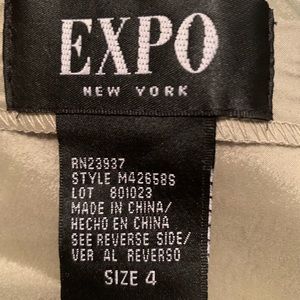 EXPO
NEW YORK
RN23937
STYLE M42658S
LOT 801023
MADE IN CHINA/
HECHO EN CHINA
SEE REVERSE SIDE/
VER AL REVERSO
SIZE 4